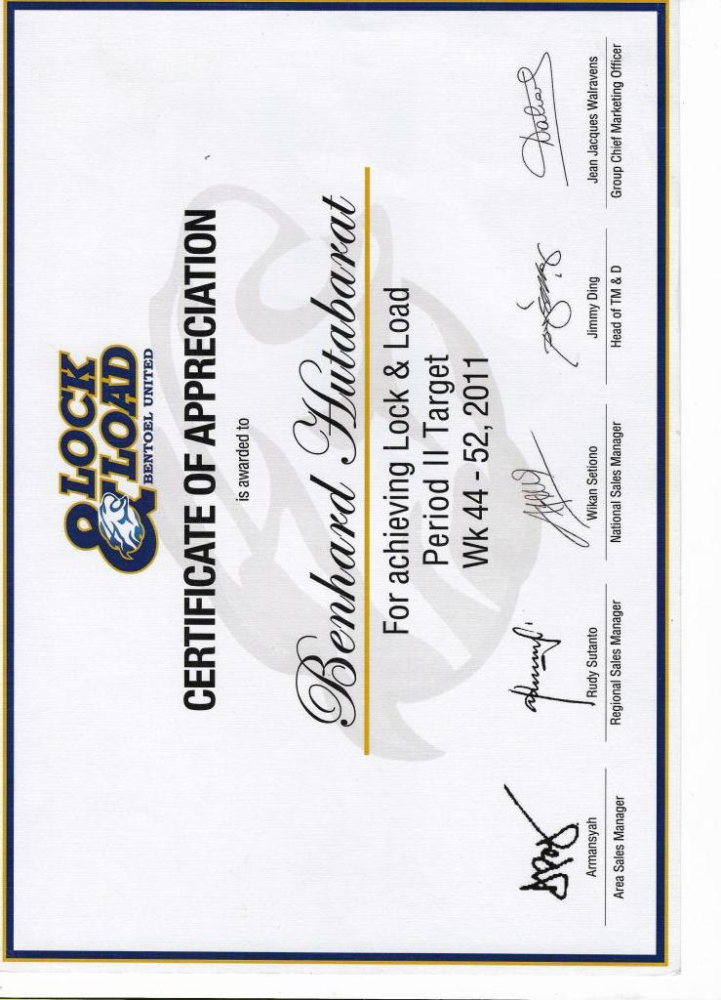 LOCK
& LOAD
BENTOEL UNITED
CERTIFICATE OF APPRECIATION
is awarded to
Benhard Hutabarat
For achieving Lock & Load
Period II Target
Wk 44 - 52, 2011
Armansyah
Area Sales Manager
Rudy Sutanto
Regional Sales Manager
Wikan Setiono
National Sales Manager
Jimmy Ding
Head of TM & D
Jean Jacques Walravens
Group Chief Marketing Officer